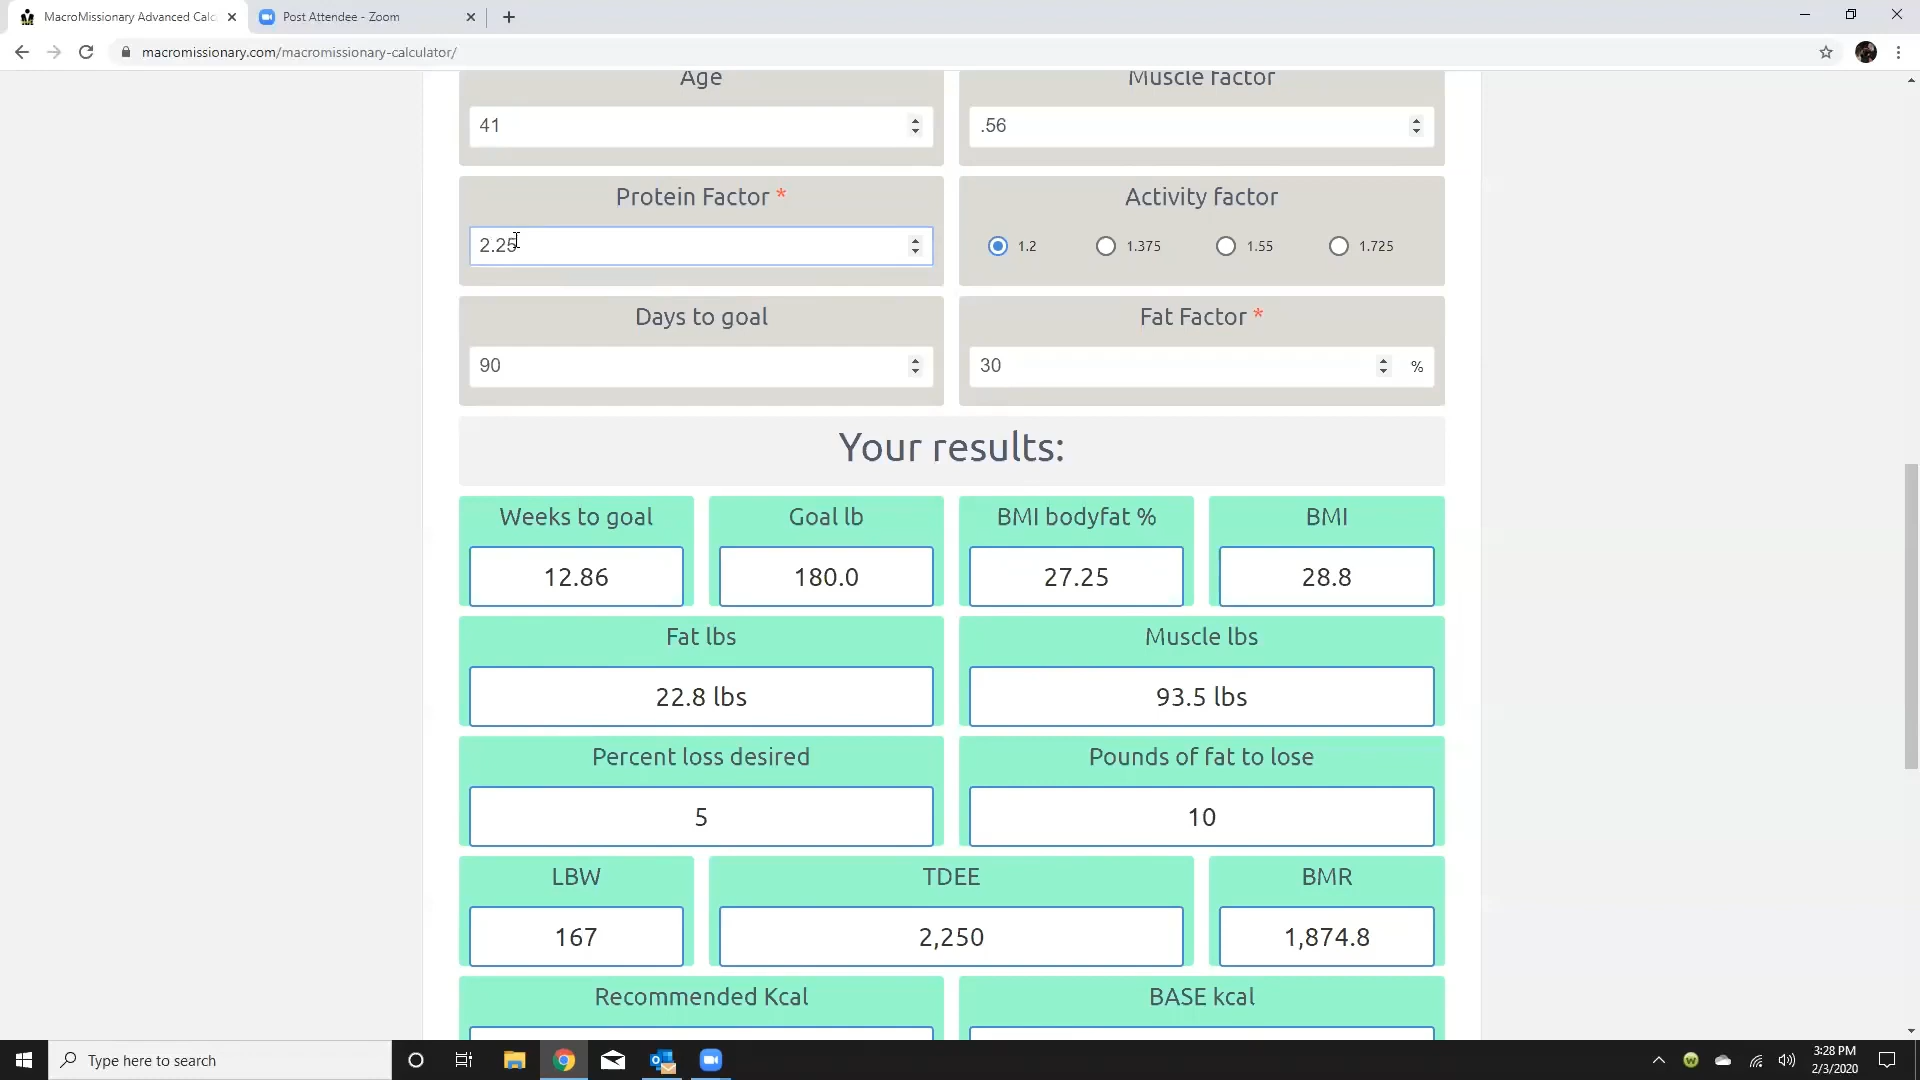 MacroMissionary Advanced Calc
Post Attendee - Zoom
macromissionary.com/macromissionary-calculator/
Age
Muscle factor
41
.56
Protein Factor *
Activity factor
2.25
1.2
1.375
1.55
1.725
Days to goal
Fat Factor *
90
30
%
Your results:
Weeks to goal
Goal lb
BMI bodyfat %
BMI
12.86
180.0
27.25
28.8
Fat lbs
Muscle lbs
22.8 lbs
93.5 lbs
Percent loss desired
Pounds of fat to lose
5
10
LBW
TDEE
BMR
167
2,250
1,874.8
Recommended Kcal
BASE kcal
Type here to search
3:28 PM
2/3/2020